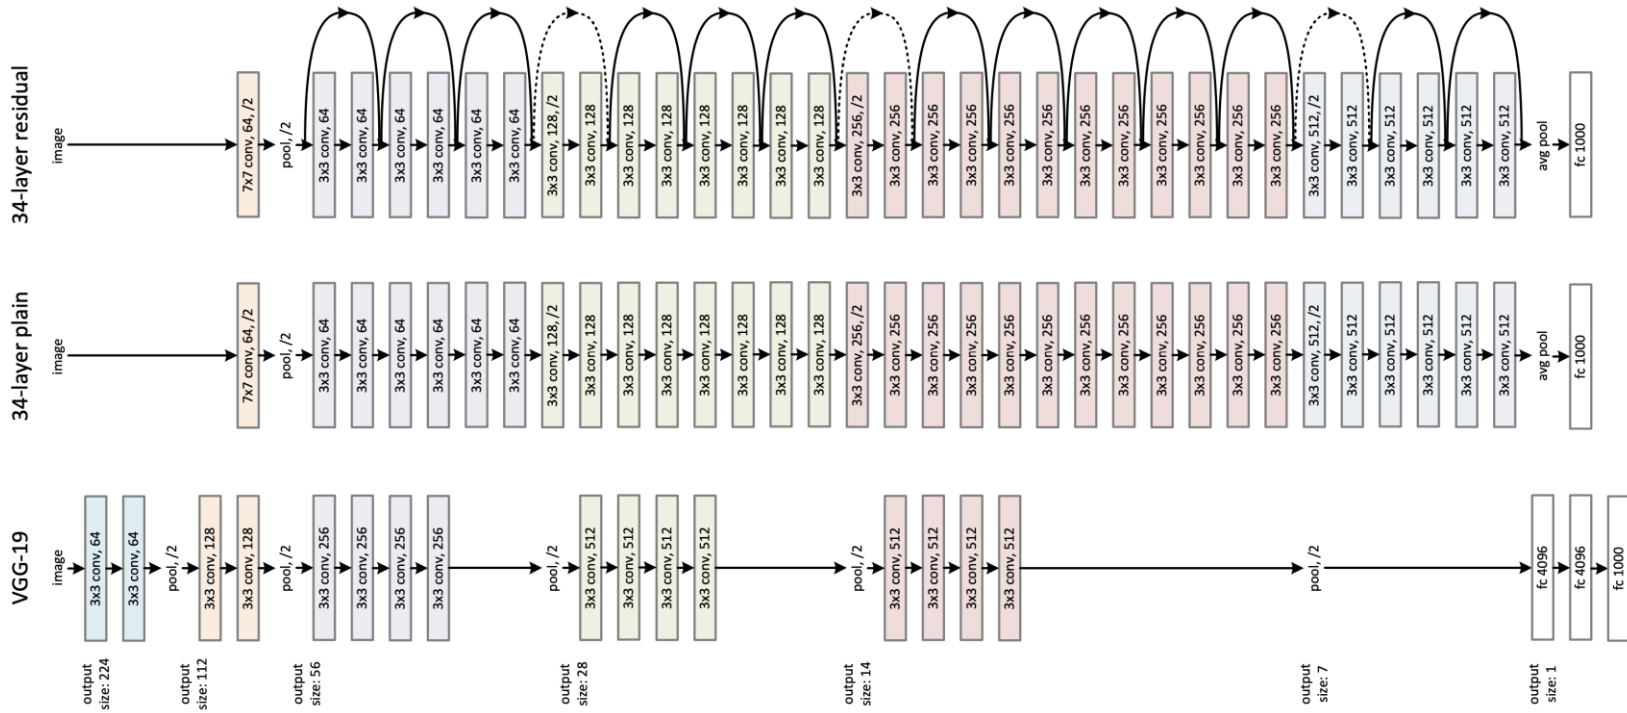 output
size: 224
output
size: 112
output
size: 56
output
size: 28
output
size: 14
output
size: 7
output
size: 1
VGG-19
image
3x3 conv, 64
3x3 conv, 64
pool, /2
3x3 conv, 128
3x3 conv, 128
pool, /2
3x3 conv, 256
3x3 conv, 256
3x3 conv, 256
3x3 conv, 256
pool, /2
3x3 conv, 512
3x3 conv, 512
3x3 conv, 512
3x3 conv, 512
pool, /2
3x3 conv, 512
3x3 conv, 512
3x3 conv, 512
3x3 conv, 512
pool, /2
fc 4096
fc 4096
fc 1000
34-layer plain
image
7x7 conv, 64, /2
pool, /2
3x3 conv, 64
3x3 conv, 64
3x3 conv, 64
3x3 conv, 64
3x3 conv, 64
3x3 conv, 64
3x3 conv, 128, /2
3x3 conv, 128
3x3 conv, 128
3x3 conv, 128
3x3 conv, 128
3x3 conv, 128
3x3 conv, 128
3x3 conv, 128
3x3 conv, 256, /2
3x3 conv, 256
3x3 conv, 256
3x3 conv, 256
3x3 conv, 256
3x3 conv, 256
3x3 conv, 256
3x3 conv, 256
3x3 conv, 256
3x3 conv, 256
3x3 conv, 256
3x3 conv, 256
3x3 conv, 512, /2
3x3 conv, 512
3x3 conv, 512
3x3 conv, 512
3x3 conv, 512
3x3 conv, 512
avg pool
fc 1000
34-layer residual
image
7x7 conv, 64, /2
pool, /2
3x3 conv, 64
3x3 conv, 64
3x3 conv, 64
3x3 conv, 64
3x3 conv, 64
3x3 conv, 64
3x3 conv, 128, /2
3x3 conv, 128
3x3 conv, 128
3x3 conv, 128
3x3 conv, 128
3x3 conv, 128
3x3 conv, 128
3x3 conv, 128
3x3 conv, 256, /2
3x3 conv, 256
3x3 conv, 256
3x3 conv, 256
3x3 conv, 256
3x3 conv, 256
3x3 conv, 256
3x3 conv, 256
3x3 conv, 256
3x3 conv, 256
3x3 conv, 256
3x3 conv, 256
3x3 conv, 512, /2
3x3 conv, 512
3x3 conv, 512
3x3 conv, 512
3x3 conv, 512
3x3 conv, 512
avg pool
fc 1000